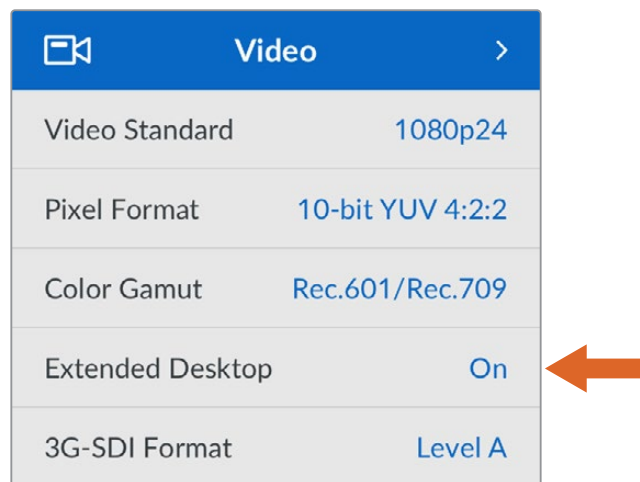 Video
Video Standard 1080p24
Pixel Format 10-bit YUV 4:2:2
Color Gamut Rec.601/Rec.709
Extended Desktop On
3G-SDI Format Level A